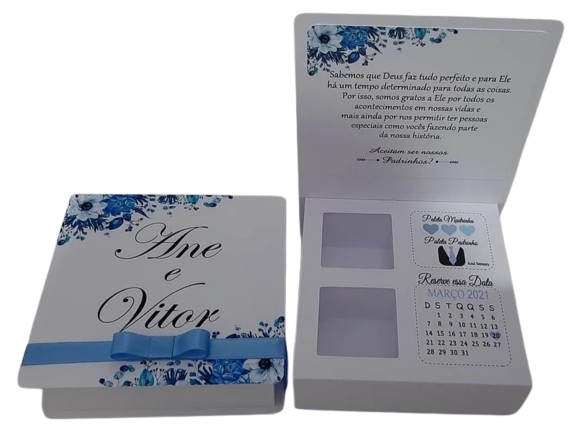 Ane
e
Vitor
Sabemos que Deus faz tudo perfeito e para Ele
há um tempo determinado para todas as coisas.
Por isso, somos gratos a Ele por todos os
acontecimentos em nossas vidas e
mais ainda por nos permitir ter pessoas
especiais como vocês fazendo parte
da nossa história.
Aceitam ser nossos
Padrinhos?
Paleta Madrinha
Paleta Padrinho
Azul Serenity
Reserve essa Data
MARÇO 2021
D S T Q Q S S
1 2 3 4 5 6
7 8 9 10 11 12 13
14 15 16 17 18 19 20
21 22 23 24 25 26 27
28 29 30 31